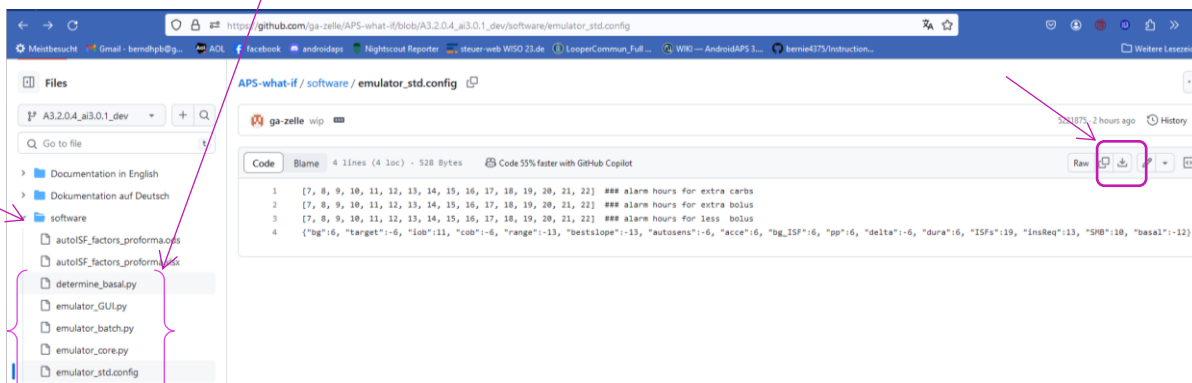 https://github.com/ga-zelle/APS-what-if/blob/A3.2.0.4_ai3.0.1_dev/software/emulator_std.config
Meistbesucht Gmail - berndhpb@g... AOL facebook androidaps Nightscout Reporter steuer-web WISO 23.de LooperCommun_Full ... WIKI — AndroidAPS 3.... bernie4375/Instruction... Weitere Lesezeic
Files
APS-what-if / software / emulator_std.config
A3.2.0.4_ai3.0.1_dev
ga-zelle wip
2 hours ago History
Go to file t
Code Blame 4 lines (4 loc) · 528 Bytes Code 55% faster with GitHub Copilot Raw
Documentation in English
Dokumentation auf Deutsch
software
autoISF_factors_proforma.ods
autoISF_factors_proforma.xlsx
determine_basal.py
emulator_GUI.py
emulator_batch.py
emulator_core.py
emulator_std.config
1 [7, 8, 9, 10, 11, 12, 13, 14, 15, 16, 17, 18, 19, 20, 21, 22] ### alarm hours for extra carbs
2 [7, 8, 9, 10, 11, 12, 13, 14, 15, 16, 17, 18, 19, 20, 21, 22] ### alarm hours for extra bolus
3 [7, 8, 9, 10, 11, 12, 13, 14, 15, 16, 17, 18, 19, 20, 21, 22] ### alarm hours for less bolus
4 {"bg":6, "target":-6, "iob":11, "cob":-6, "range":-13, "bestslope":-13, "autosens":-6, "acce":6, "bg_ISF":6, "pp":6, "delta":-6, "dura":6, "ISFs":19, "insReq":13, "SMB":10, "basal":-12}